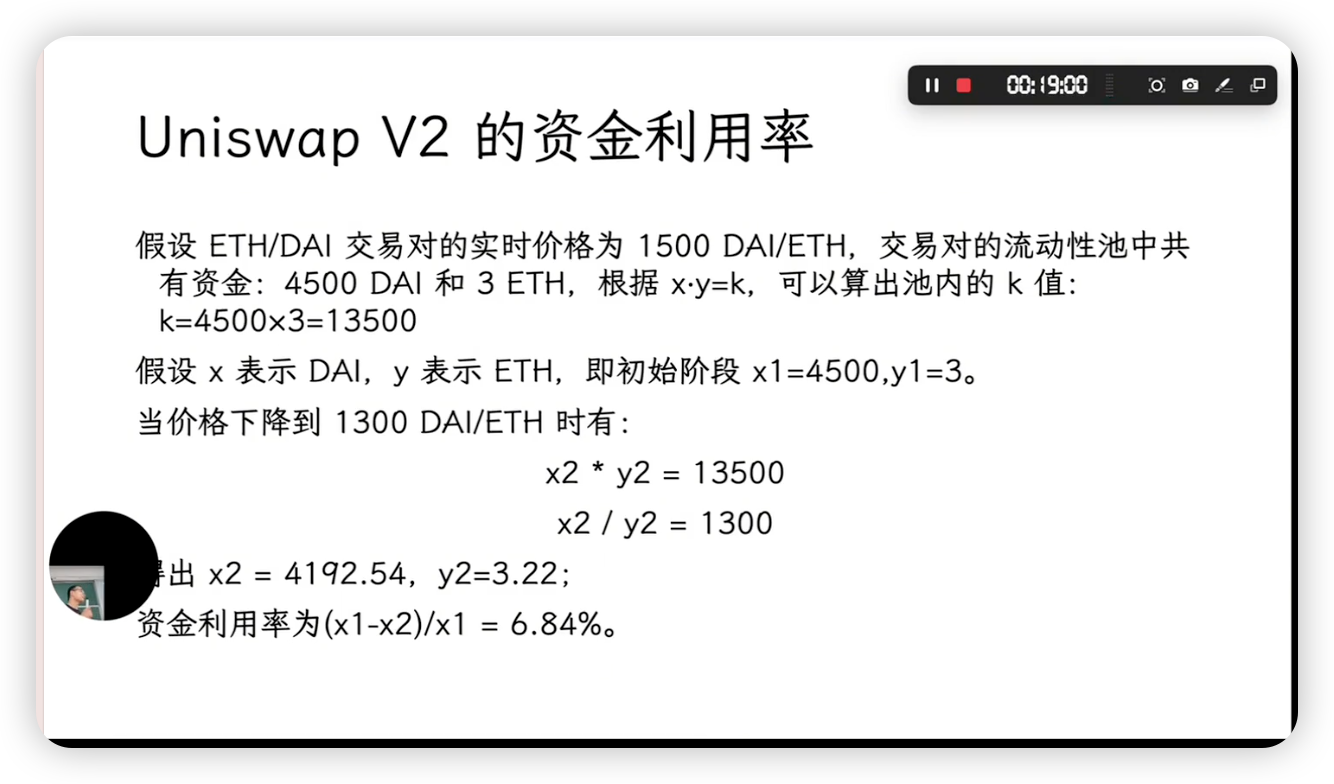 00:19:00
Uniswap V2 的资金利用率
假设 ETH/DAI 交易对的实时价格为 1500 DAI/ETH，交易对的流动性池中共
有资金：4500 DAI 和 3 ETH，根据 x·y=k，可以算出池内的 k 值：
k=4500×3=13500
假设 x 表示 DAI，y 表示 ETH，即初始阶段 x1=4500,y1=3。
当价格下降到 1300 DAI/ETH 时有：
x2 * y2 = 13500
x2 / y2 = 1300
得出 x2 = 4192.54，y2=3.22；
资金利用率为(x1-x2)/x1 = 6.84%。